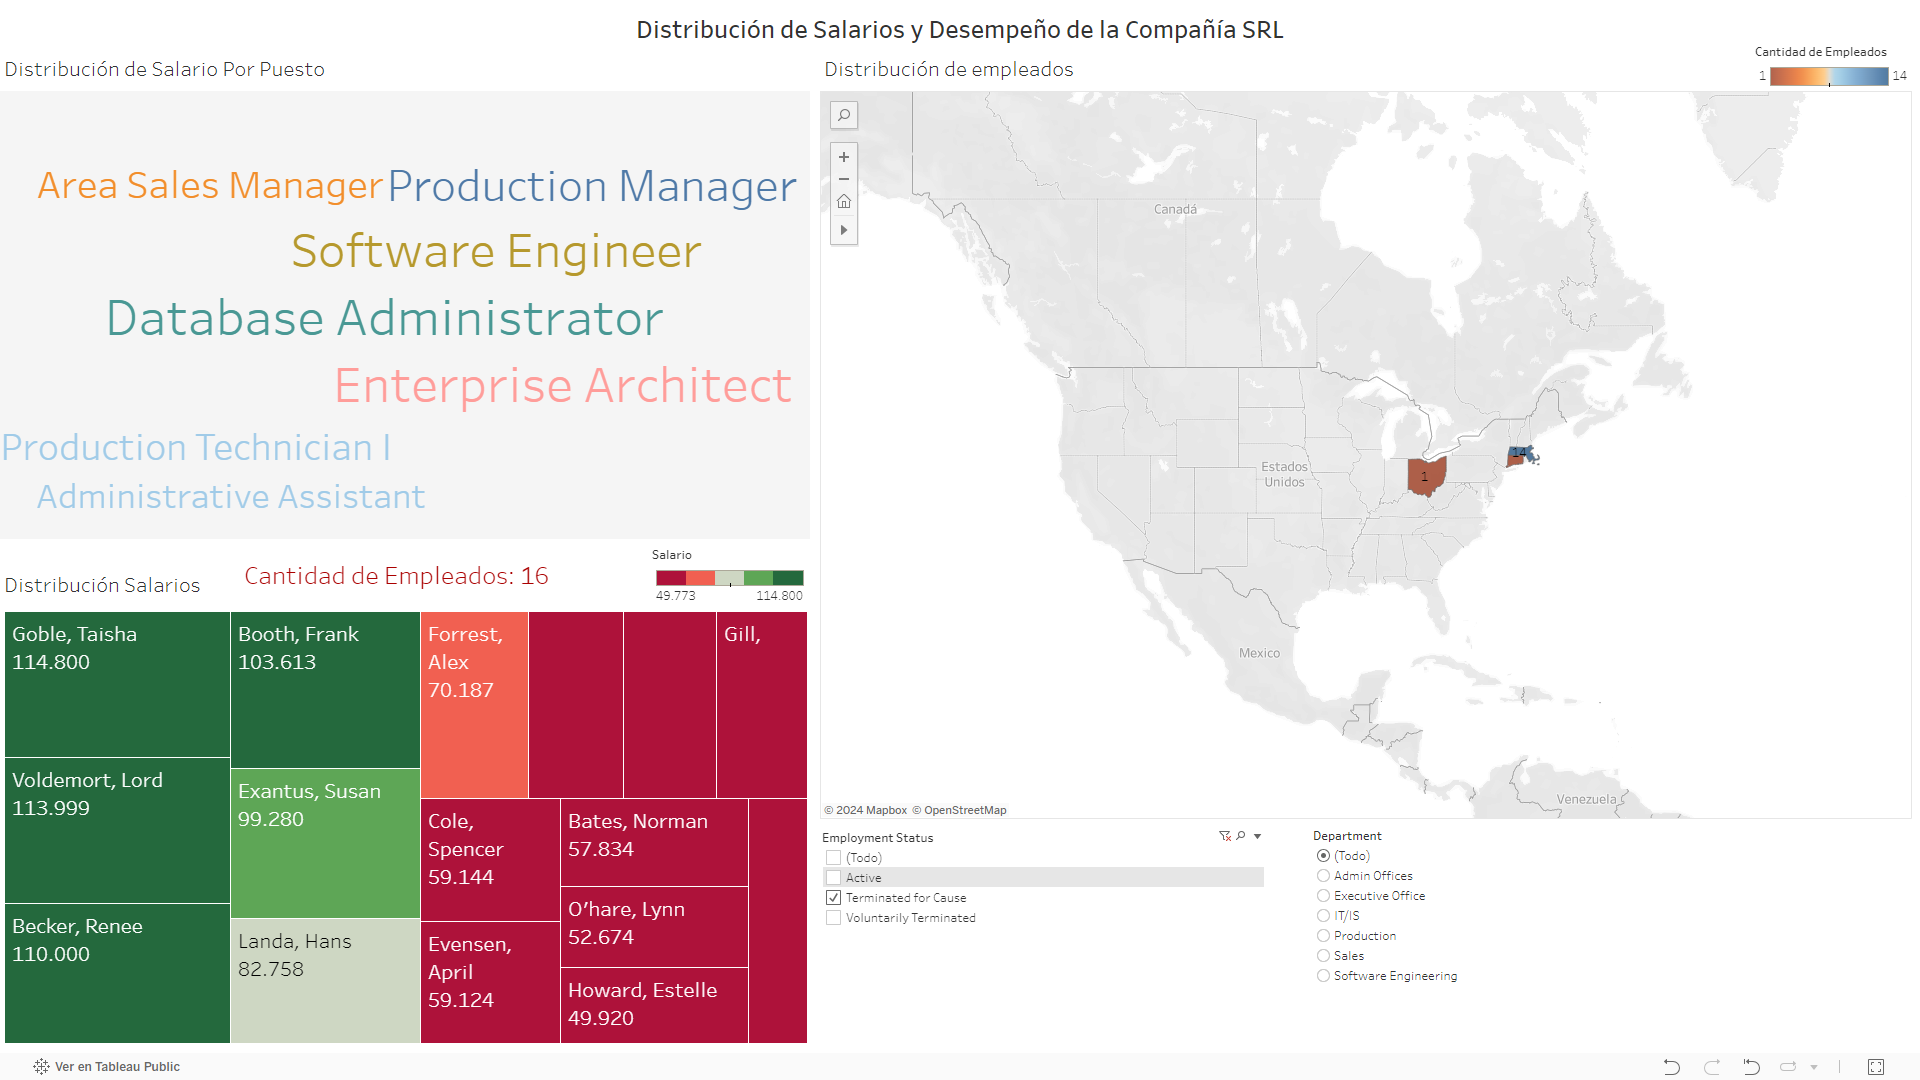 Distribución de Salarios y Desempeño de la Compañía SRL
Distribución de Salario Por Puesto
Area Sales Manager
Production Manager
Software Engineer
Database Administrator
Enterprise Architect
Production Technician I
Administrative Assistant
Distribución de empleados
Cantidad de Empleados
1
14
Canadá
Estados
Unidos
Mexico
Venezuela
1
14
© 2024 Mapbox © OpenStreetMap
Distribución Salarios
Cantidad de Empleados: 16
Salario
49.773
114.800
Goble, Taisha
114.800
Voldemort, Lord
113.999
Becker, Renee
110.000
Booth, Frank
103.613
Exantus, Susan
99.280
Landa, Hans
82.758
Forrest,
Alex
70.187
Gill,
Cole,
Spencer
59.144
Evensen,
April
59.124
Bates, Norman
57.834
O'hare, Lynn
52.674
Howard, Estelle
49.920
Employment Status
(Todo)
Active
Terminated for Cause
Voluntarily Terminated
Department
(Todo)
Admin Offices
Executive Office
IT/IS
Production
Sales
Software Engineering
Ver en Tableau Public